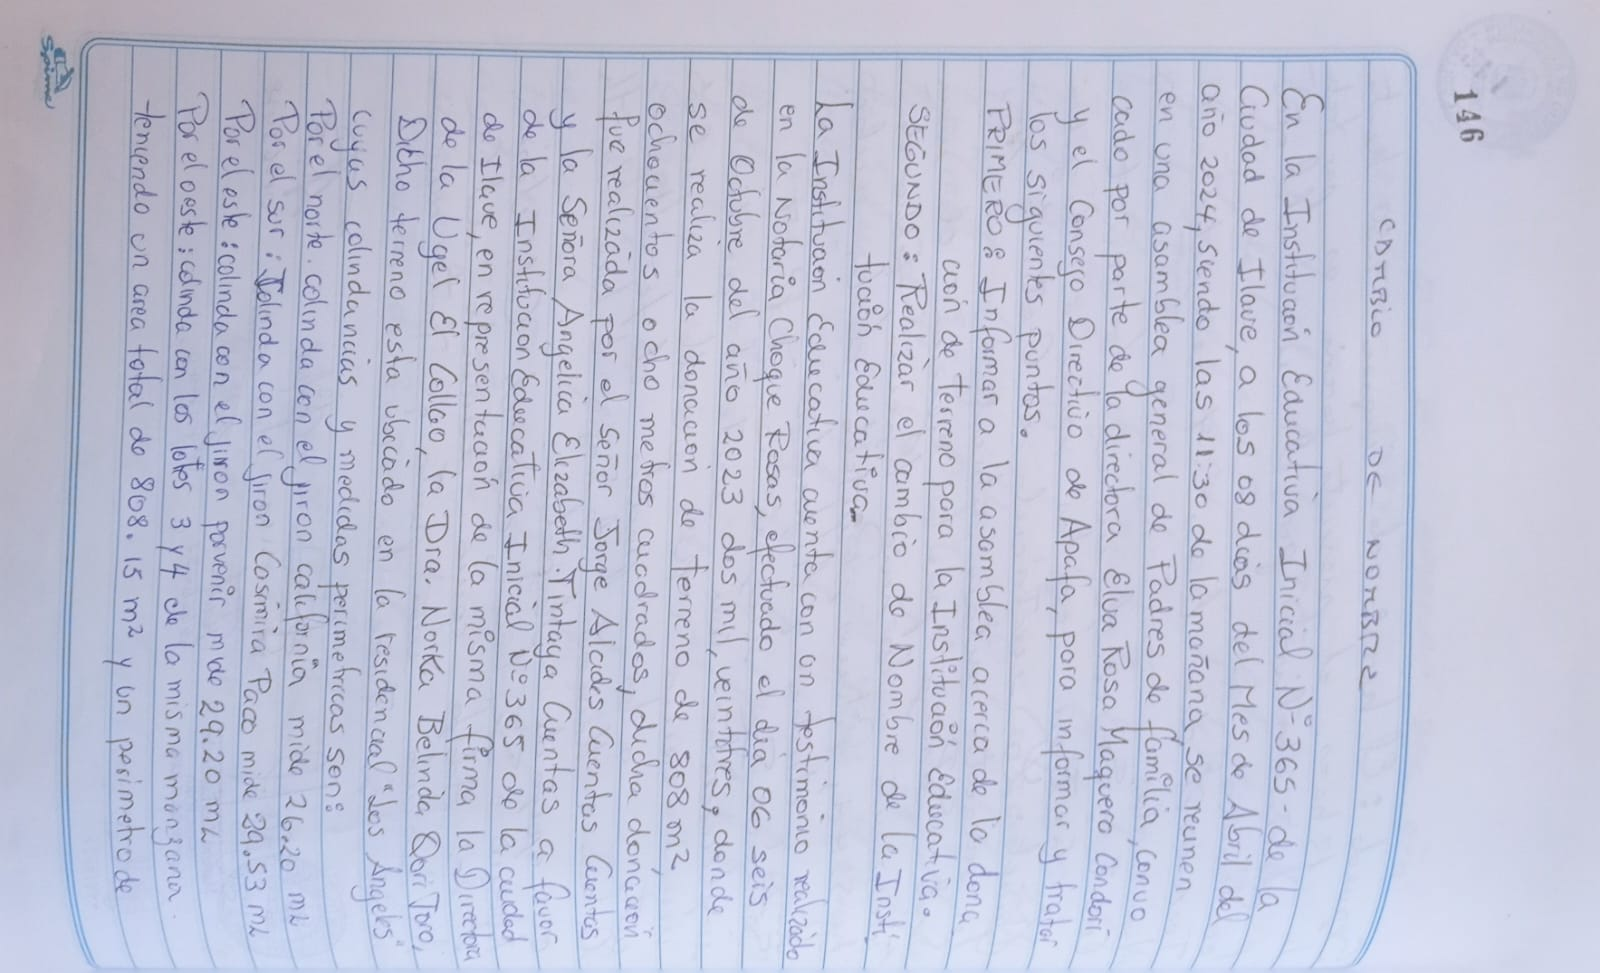 146
CAMBIO DE NOMBRE
En la Institución Educativa Inicial Nº 365 - de la
Ciudad de Ilave, a los 08 dias del Mes de Abril del
año 2024, siendo las 11:30 de la mañana, se reunen
en una asamblea general de Padres de familia, convo
cado por parte de la directora Elva Rosa Maquera Condori
y el Consego Directivo de Apafa, para informar y tratar
los siguientes puntos.
PRIMERO: Informar a la asamblea acerca de la dona
ción de terreno para la Institución Educativa.
SEGUNDO: Realizar el cambio de Nombre de la Insti
tución Educativa.
La Institución Educativa cuenta con un testimonio realizado
en la Notaria Choque Rosas, efectuado el dia 06 seis
de Octubre del año 2023 dos mil, veintitres, donde
se realiza la donación de terreno de 808 m²
ochocientos ocho metros cuadrados, dicha donación
fue realizada por el señor Jorge Alcides Cuentas Cuentas
y la Señora Angelica Elizabeth Tintaya Cuentas a favor
de la Institución Educativa Inicial Nº 365 de la ciudad
de Ilave, en representación de la misma firma la Directora
de la Ugel El Collao, la Dra. Norka Belinda Qori Toro,
Dicho terreno esta ubicado en la residencial "Los Angeles"
cuyas colindancias y medidas perimetricas son:
Por el norte. colinda con el jiron california mide 26.20 ml
Por el sur: Colinda con el jiron Cosmira Paco mide 29.53 ml
Por el este: colinda con el jiron porvenir mide 29.20 ml
Por el oeste: colinda con los lotes 3 y 4 de la misma manzana.
teniendo un area total de 808.15 m² y un perimetro de